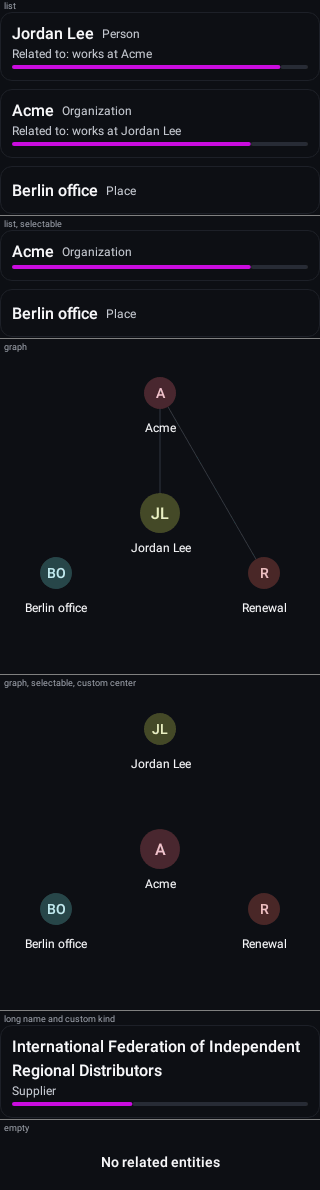 list
Jordan Lee Person
Related to: works at Acme
Acme Organization
Related to: works at Jordan Lee
Berlin office Place
list, selectable
Acme Organization
Berlin office Place
graph
A
Acme
JL
Jordan Lee
BO
R
Berlin office
Renewal
graph, selectable, custom center
JL
Jordan Lee
A
Acme
BO
R
Berlin office
Renewal
long name and custom kind
International Federation of Independent
Regional Distributors
Supplier
empty
No related entities